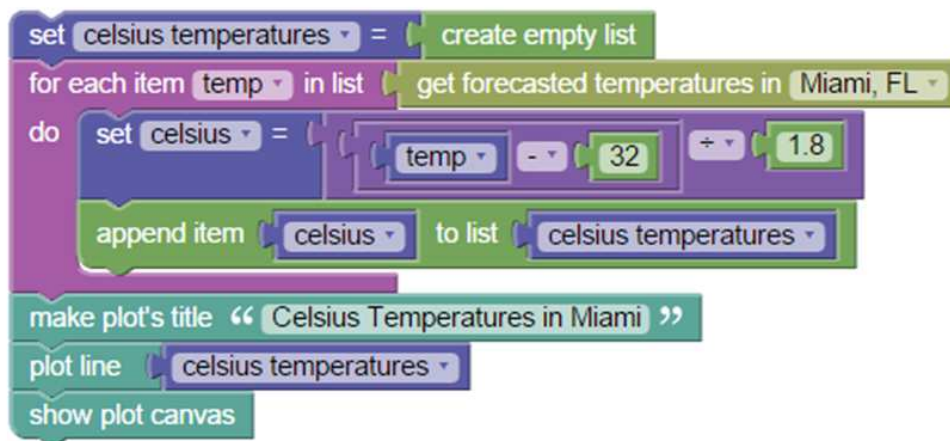 set celsius temperatures = create empty list
for each item temp in list get forecasted temperatures in Miami, FL
do set celsius = temp - 32 ÷ 1.8
append item celsius to list celsius temperatures
make plot's title “ Celsius Temperatures in Miami ”
plot line celsius temperatures
show plot canvas